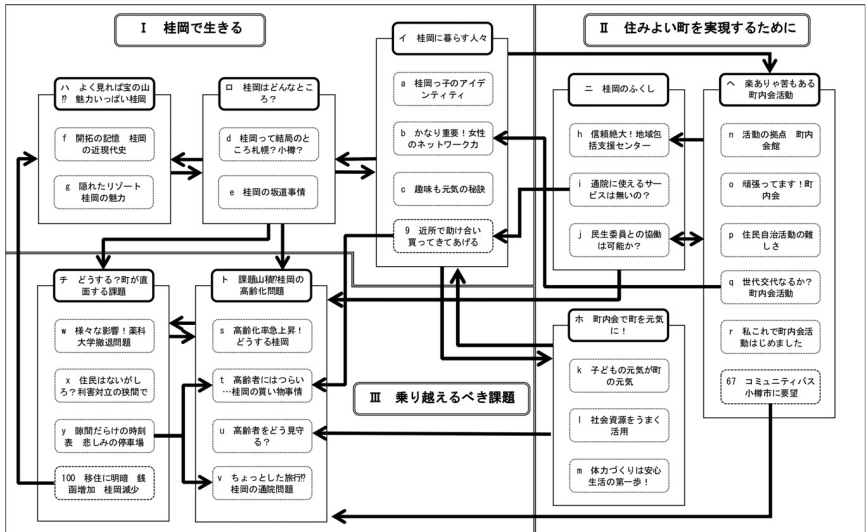 Ⅰ 桂岡で生きる
ハ よく見れば宝の山
⁉ 魅力いっぱい桂岡
f 開拓の記憶 桂岡
の近現代史
g 隠れたリゾート
桂岡の魅力
ロ 桂岡はどんなとこ
ろ?
d 桂岡って結局のと
ころ札幌?小樽?
e 桂岡の坂道事情
イ 桂岡に暮らす人々
a 桂岡っ子のアイデ
ンティティ
b かなり重要!女性
のネットワーク力
c 趣味も元気の秘訣
9 近所で助け合い
買ってきてあげる
Ⅱ 住みよい町を実現するために
ニ 桂岡のふくし
h 信頼絶大!地域包
括支援センター
i 通院に使えるサー
ビスは無いの?
j 民生委員との協働
は可能か?
ホ 町内会で町を元気
に!
k 子どもの元気が町
の元気
l 社会資源をうまく
活用
m 体力づくりは安心
生活の第一歩!
ヘ 楽ありゃ苦もある
町内会活動
n 活動の拠点 町内
会館
o 頑張ってます!町
内会
p 住民自治活動の難
しさ
q 世代交代なるか?
町内会活動
r 私これで町内会活
動はじめました
67 コミュニティバス
小樽市に要望
Ⅲ 乗り越えるべき課題
チ どうする?町が直
面する課題
w 様々な影響!薬科
大学撤退問題
x 住民はないがし
ろ?利害対立の狭間で
y 隙間だらけの時刻
表 悲しみの停車場
100 移住に明暗 銭
函増加 桂岡減少
ト 課題山積⁉桂岡の
高齢化問題
s 高齢化率急上昇!
どうする桂岡
t 高齢者にはつらい
…桂岡の買い物事情
u 高齢者をどう見守
る?
v ちょっとした旅行⁉
桂岡の通院問題